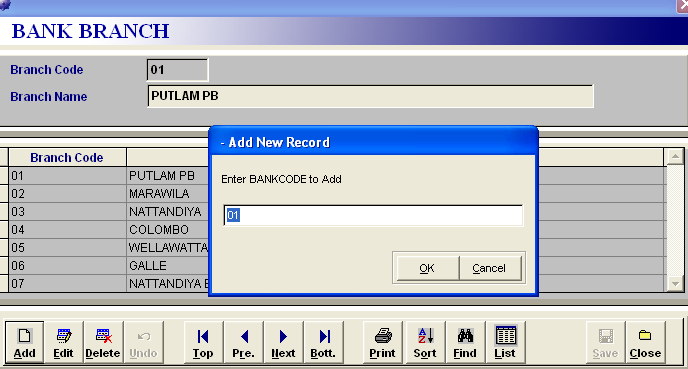 BANK BRANCH
Branch Code 01
Branch Name PUTLAM PB
- Add New Record
Enter BANKCODE to Add
01
OK Cancel
Branch Code
01 PUTLAM PB
02 MARAWILA
03 NATTANDIYA
04 COLOMBO
05 WELLAWATTA
06 GALLE
07 NATTANDIYA
Add Edit Delete Undo Top Pre. Next Bott. Print Sort Find List Save Close